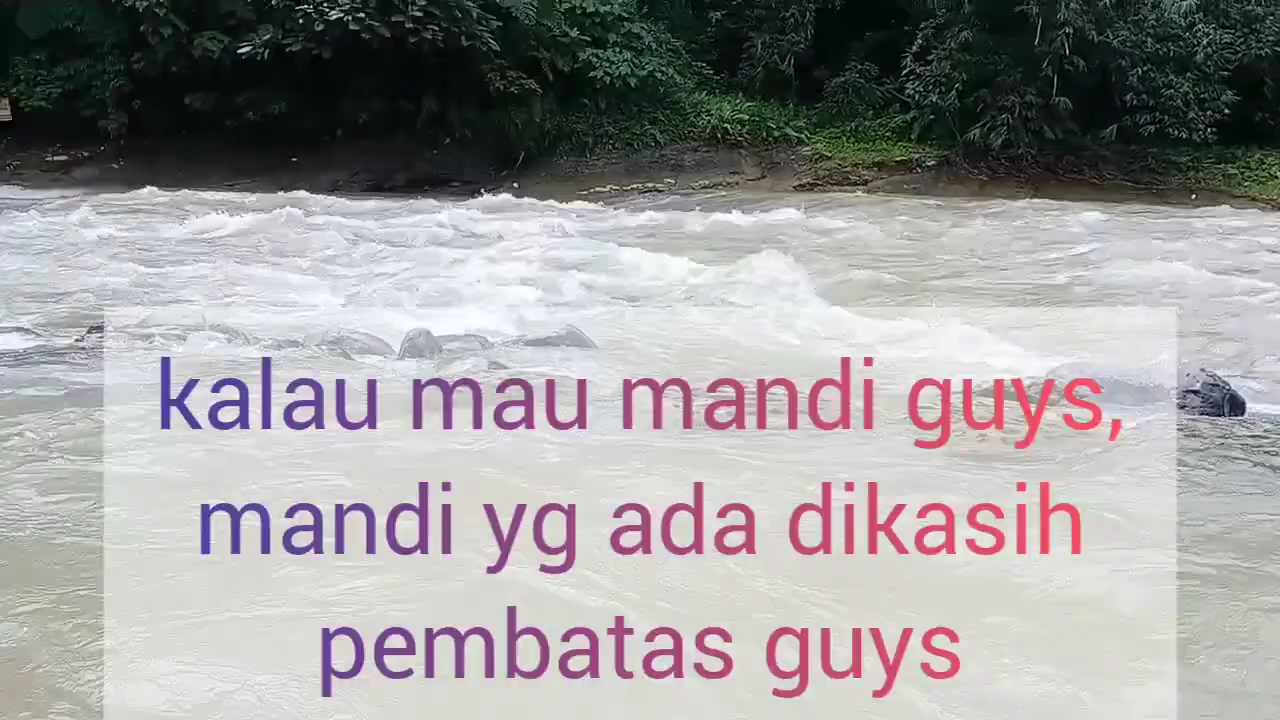 kalau mau mandi guys,
mandi yg ada dikasih
pembatas guys